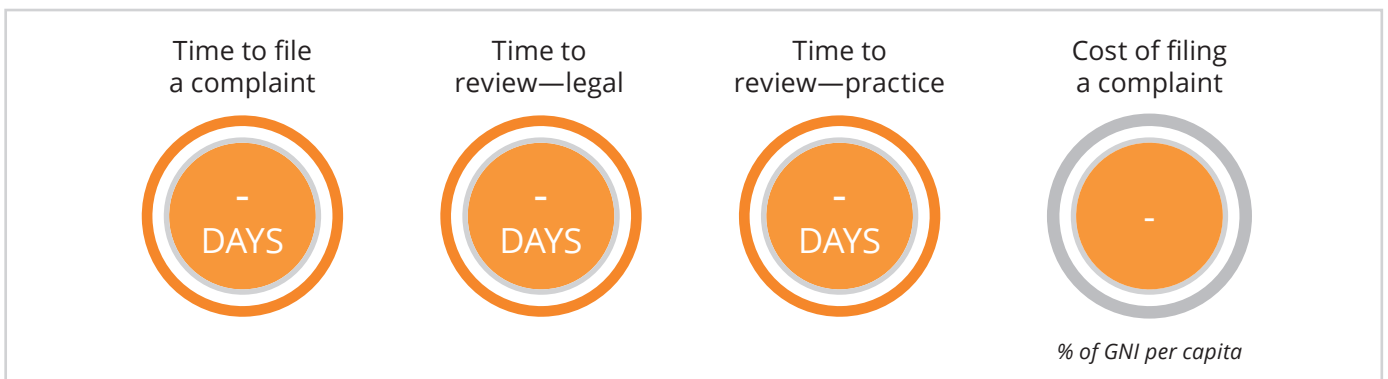 Time to file
a complaint
-
DAYS
Time to
review—legal
-
DAYS
Time to
review—practice
-
DAYS
Cost of filing
a complaint
-
% of GNI per capita